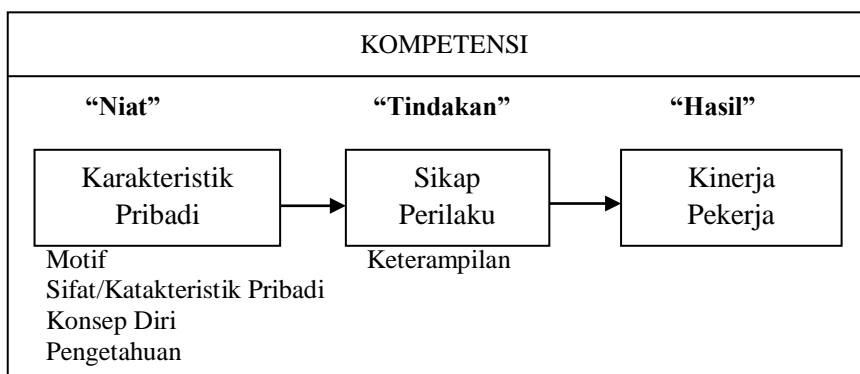 KOMPETENSI
“Niat” “Tindakan” “Hasil”
Karakteristik Pribadi
Sikap Perilaku
Kinerja Pekerja
Motif
Sifat/Katakteristik Pribadi
Konsep Diri
Pengetahuan
Keterampilan